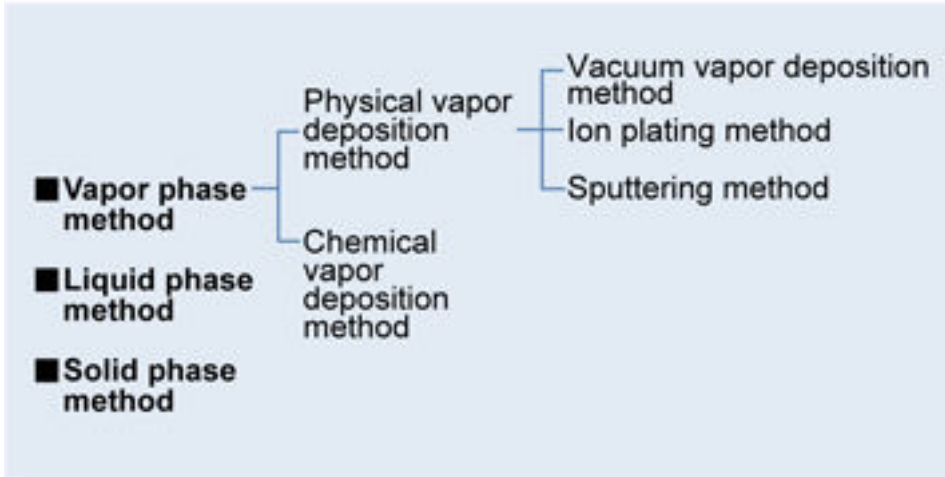 Vacuum vapor deposition
method
Physical vapor
deposition
method
Ion plating method
Sputtering method
Vapor phase
method
Chemical
vapor
deposition
method
Liquid phase
method
Solid phase
method